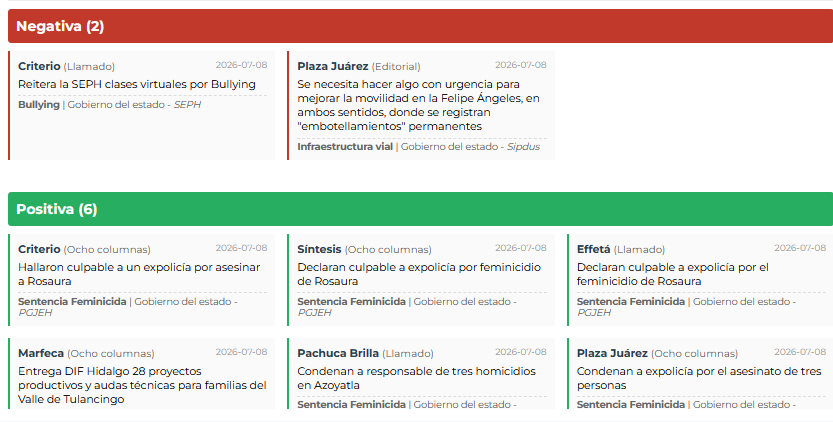 Negativa (2)
Criterio (Llamado) 2026-07-08
Reitera la SEPH clases virtuales por Bullying
Bullying | Gobierno del estado - SEPH
Plaza Juárez (Editorial) 2026-07-08
Se necesita hacer algo con urgencia para
mejorar la movilidad en la Felipe Ángeles, en
ambos sentidos, donde se registran
"embotellamientos" permanentes
Infraestructura vial | Gobierno del estado - Sipdus
Positiva (6)
Criterio (Ocho columnas) 2026-07-08
Hallaron culpable a un expolicía por asesinar
a Rosaura
Sentencia Feminicida | Gobierno del estado -
PGJEH
Síntesis (Ocho columnas) 2026-07-08
Declaran culpable a expolicía por feminicidio
de Rosaura
Sentencia Feminicida | Gobierno del estado -
PGJEH
Effetá (Llamado) 2026-07-08
Declaran culpable a expolicía por el
feminicidio de Rosaura
Sentencia Feminicida | Gobierno del estado -
PGJEH
Marfeca (Ocho columnas) 2026-07-08
Entrega DIF Hidalgo 28 proyectos
productivos y audas técnicas para familias del
Valle de Tulancingo
Pachuca Brilla (Llamado) 2026-07-08
Condenan a responsable de tres homicidios
en Azoyatla
Sentencia Feminicida | Gobierno del estado -
Plaza Juárez (Ocho columnas) 2026-07-08
Condenan a expolicía por el asesinato de tres
personas
Sentencia Feminicida | Gobierno del estado -